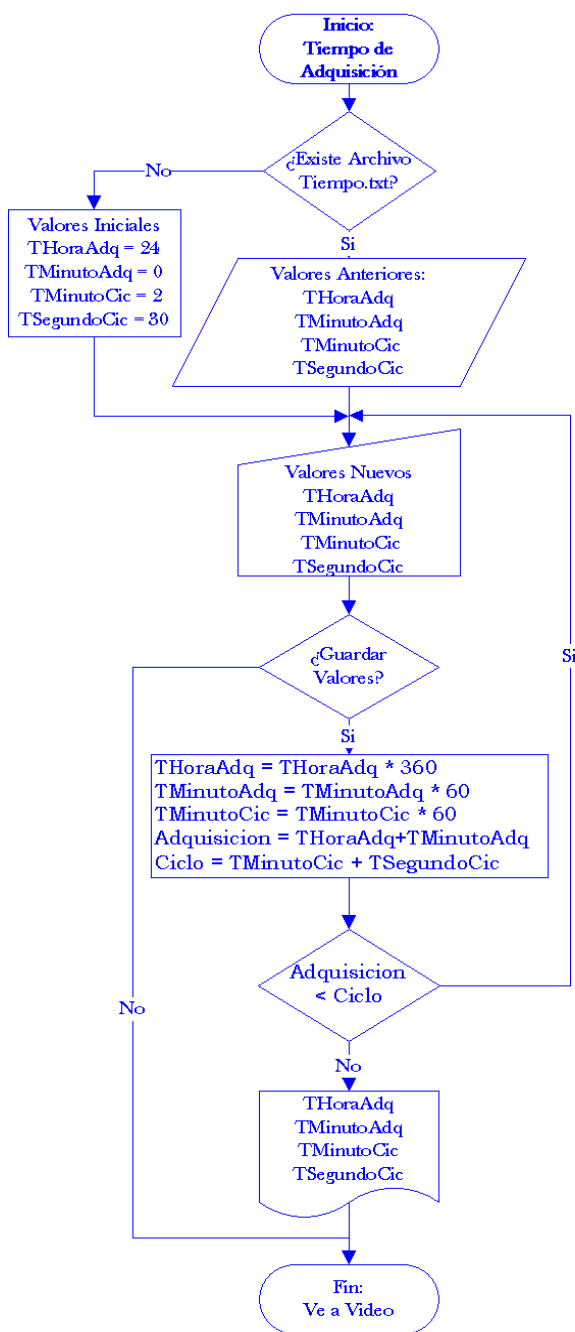 Inicio:
Tiempo de
Adquisición
¿Existe Archivo
Tiempo.txt?
No
Valores Iniciales
THoraAdq = 24
TMinutoAdq = 0
TMinutoCic = 2
TSegundoCic = 30
Si
Valores Anteriores:
THoraAdq
TMinutoAdq
TMinutoCic
TSegundoCic
Valores Nuevos
THoraAdq
TMinutoAdq
TMinutoCic
TSegundoCic
¿Guardar
Valores?
Si
Si
THoraAdq = THoraAdq * 360
TMinutoAdq = TMinutoAdq * 60
TMinutoCic = TMinutoCic * 60
Adquisicion = THoraAdq+TMinutoAdq
Ciclo = TMinutoCic + TSegundoCic
Adquisicion
< Ciclo
No
No
THoraAdq
TMinutoAdq
TMinutoCic
TSegundoCic
Fin:
Ve a Video